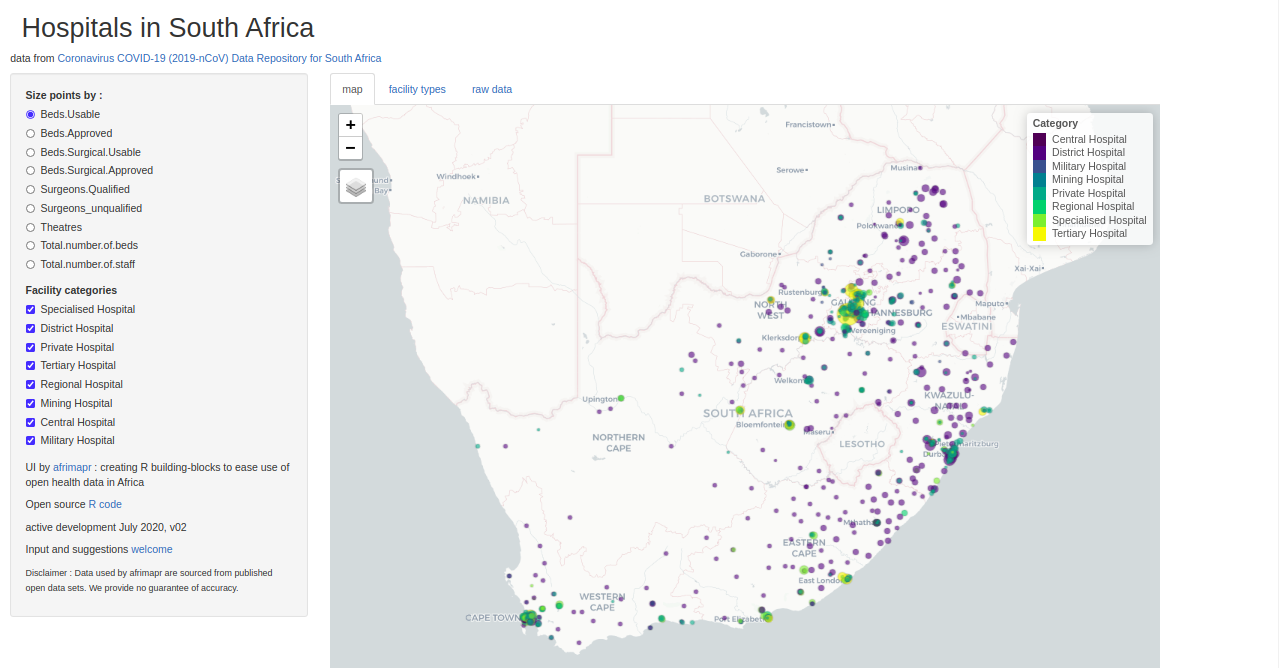 Hospitals in South Africa
data from Coronavirus COVID-19 (2019-nCoV) Data Repository for South Africa
Size points by :
Beds.Usable
Beds.Approved
Beds.Surgical.Usable
Beds.Surgical.Approved
Surgeons.Qualified
Surgeons_unqualified
Theatres
Total.number.of.beds
Total.number.of.staff
Facility categories
Specialised Hospital
District Hospital
Private Hospital
Tertiary Hospital
Regional Hospital
Mining Hospital
Central Hospital
Military Hospital
UI by afrimapr : creating R building-blocks to ease use of
open health data in Africa
Open source R code
active development July 2020, v02
Input and suggestions welcome
Disclaimer : Data used by afrimapr are sourced from published
open data sets. We provide no guarantee of accuracy.
map facility types raw data
+
−
Category
Central Hospital
District Hospital
Military Hospital
Mining Hospital
Private Hospital
Regional Hospital
Specialised Hospital
Tertiary Hospital
Francistown
Musina
Serowe
Windhoek
Bay
NAMIBIA
BOTSWANA
LIMPOPO
Polokwane
Gaborone
Xai-Xai
Rustenburg
NORTH
WEST
Maputo
Mbabane
ESWATINI
Vereeniging
Klerksdorp
Welkom
Upington
KWAZULU-
SOUTH AFRICA
Bloemfontein
Maseru
LESOTHO
NORTHERN
CAPE
Mthatha
EASTERN
CAPE
East London
WESTERN
CAPE
CAPE TOWN
Port Elizabeth